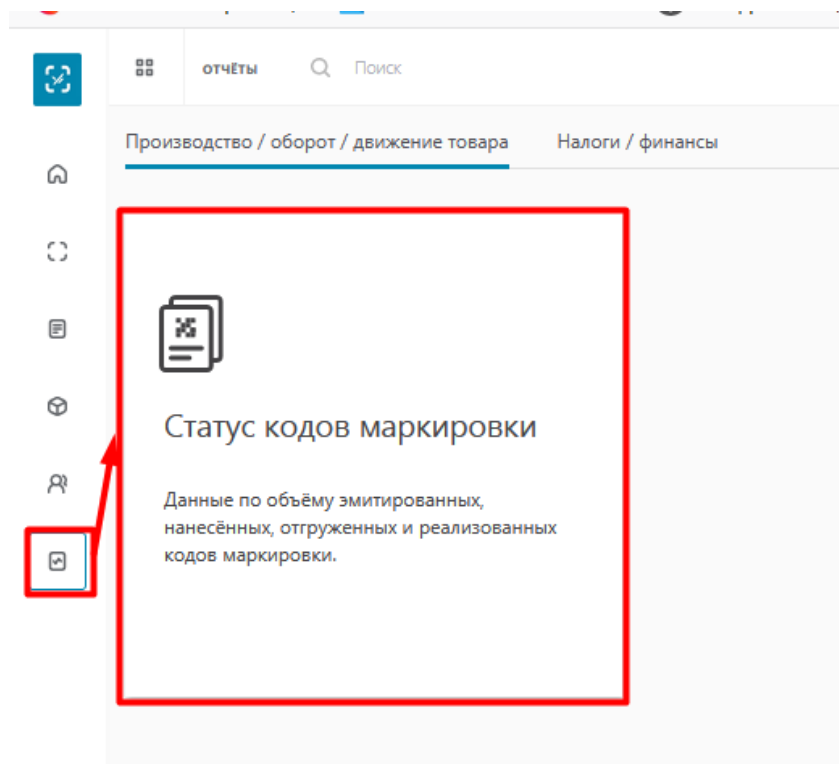 ОТЧЁТЫ
Поиск
Производство / оборот / движение товара
Налоги / финансы
Статус кодов маркировки
Данные по объёму эмитированных,
нанесённых, отгруженных и реализованных
кодов маркировки.